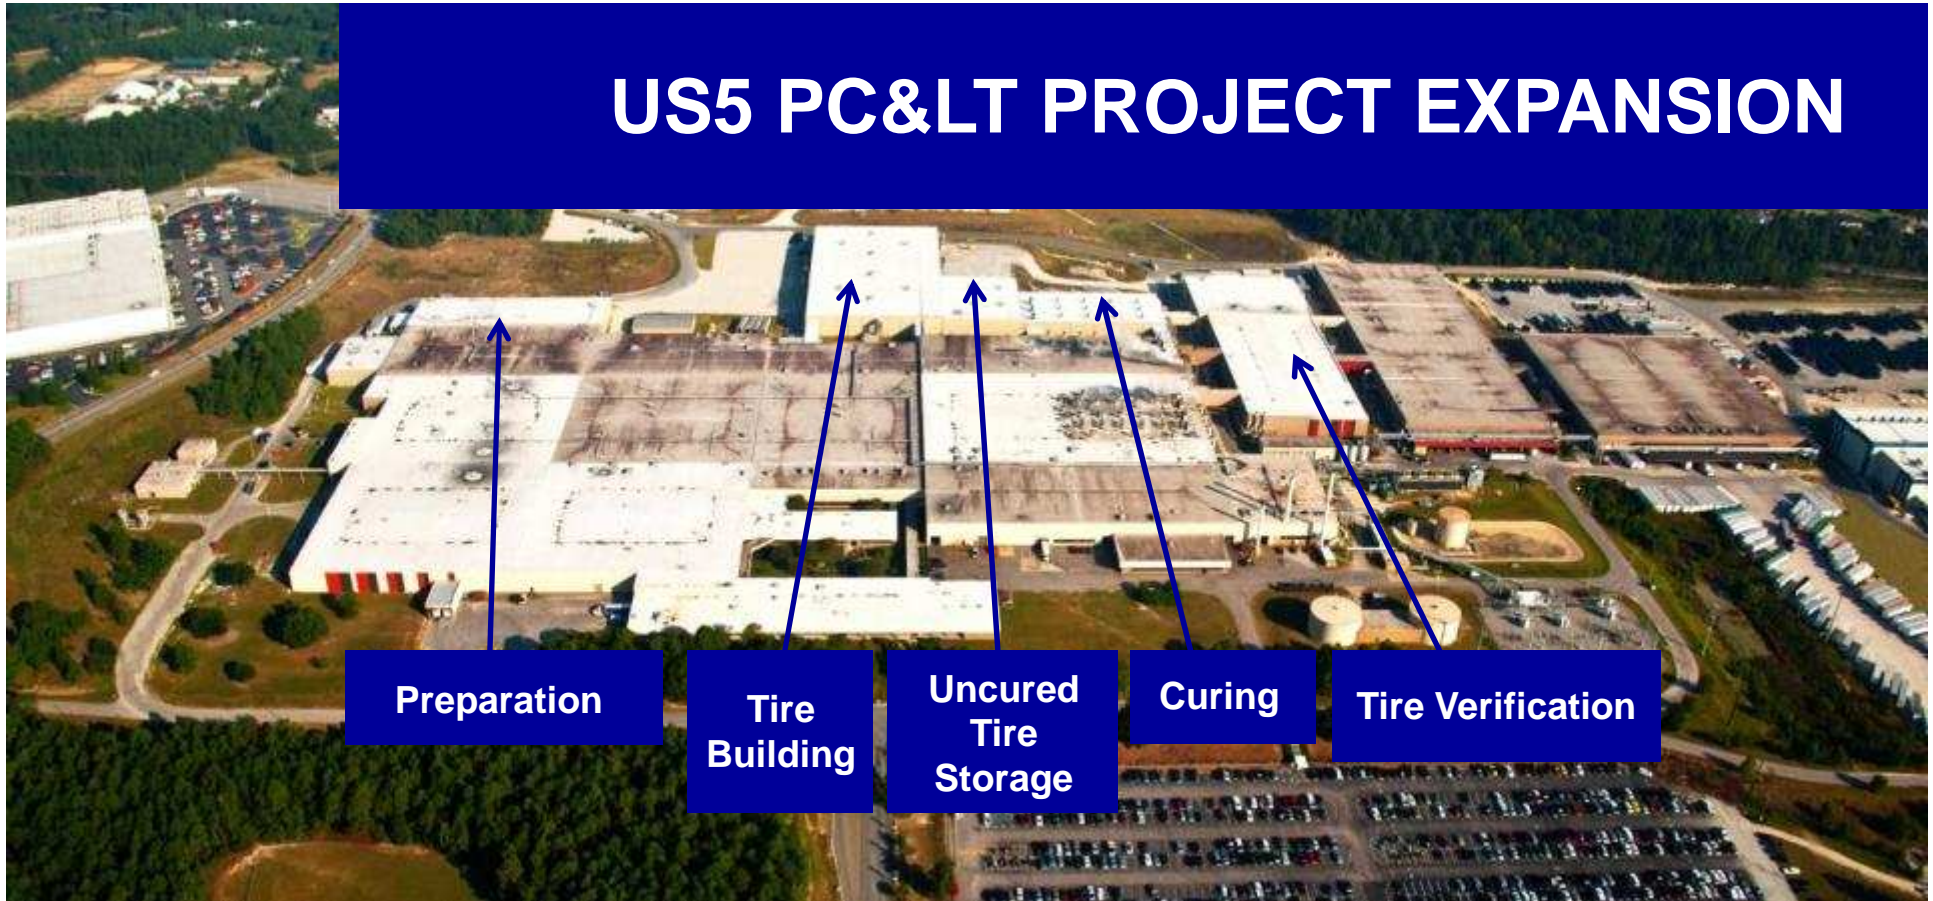 US5 PC&LT PROJECT EXPANSION
Preparation
Tire
Building
Uncured
Tire
Storage
Curing
Tire Verification